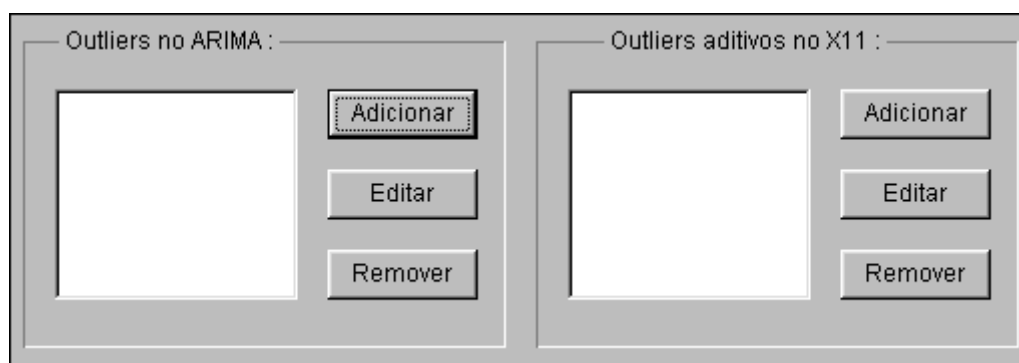 Outliers no ARIMA :
Adicionar
Editar
Remover
Outliers aditivos no X11 :
Adicionar
Editar
Remover